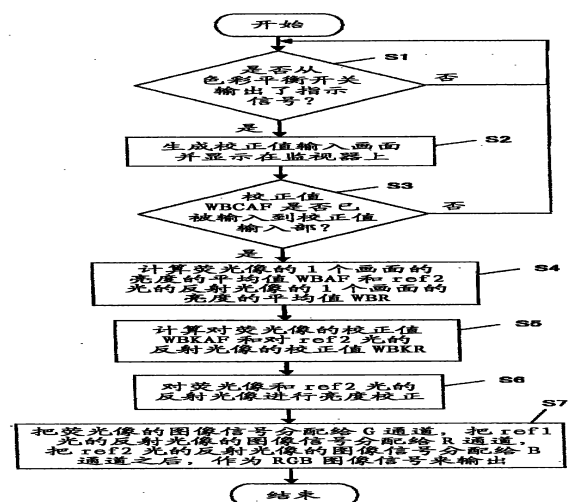 开始
S1
是否从
色彩平衡开关
输出了指示
信号？
否
是
S2
生成校正值输入画面
并显示在监视器上
S3
校正值
WBCAF 是否已
被输入到校正值
输入部？
否
是
S4
计算荧光像的1个画面的
亮度的平均值 WBAF 和 ref2
光的反射光像的1个画面的
亮度的平均值 WBR
S5
计算对荧光像的校正值
WBKAF 和对 ref2 光的
反射光像的校正值 WBKR
S6
对荧光像和 ref2 光的
反射光像进行亮度校正
S7
把荧光像的图像信号分配给 G 通道，把 ref1
光的反射光像的图像信号分配给 R 通道，
把 ref2 光的反射光像的图像信号分配给 B
通道之后，作为 RGB 图像信号来输出
结束